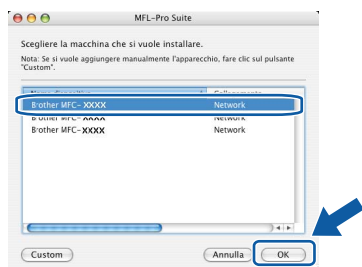 MFL-Pro Suite
Scegliere la macchina che si vuole installare.
Nota: Se si vuole aggiungere manualmente l'apparecchio, fare clic sul pulsante
"Custom".
Brother MFC- XXXX Network
Brother MFC- XXXX Network
Brother MFC- XXXX Network
Custom Annulla OK